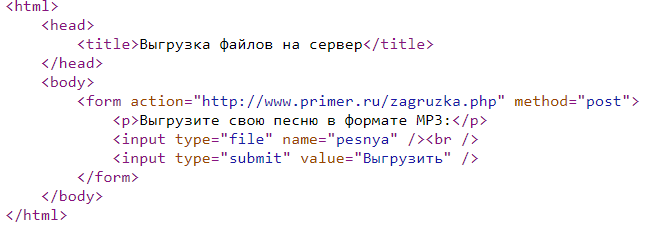 <html>
<head>
<title>Выгрузка файлов на сервер</title>
</head>
<body>
<form action="http://www.primer.ru/zagruzka.php" method="post">
<p>Выгрузите свою песню в формате MP3:</p>
<input type="file" name="pesnya" /><br />
<input type="submit" value="Выгрузить" />
</form>
</body>
</html>